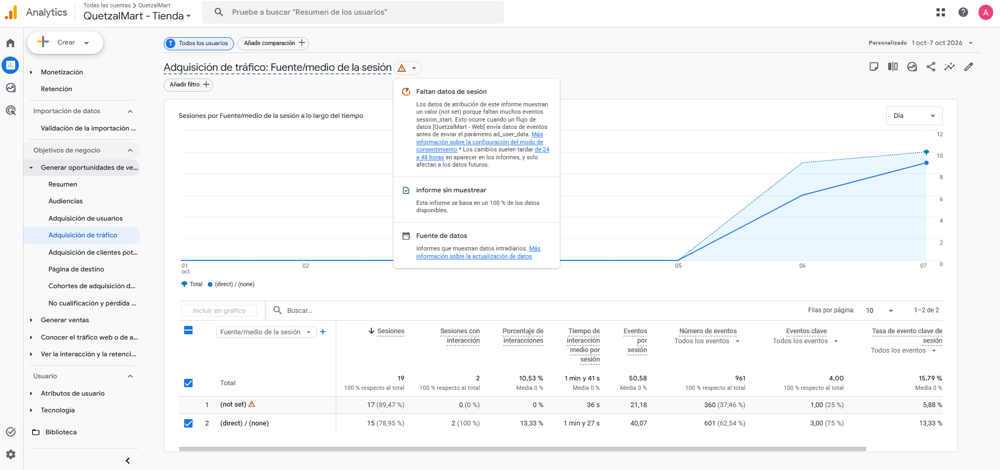 Analytics
Todas las cuentas > QuetzalMart
QuetzalMart - Tienda
Pruebe a buscar "Resumen de los usuarios"
A
Crear
Monetización
Retención
Importación de datos
Validación de la importación ...
Objetivos de negocio
Generar oportunidades de ve...
Resumen
Audiencias
Adquisición de usuarios
Adquisición de tráfico
Adquisición de clientes pot...
Página de destino
Cohortes de adquisición d...
No cualificación y pérdida ...
Generar ventas
Conocer el tráfico web o de a...
Ver la interacción y la retenci...
Usuario
Atributos de usuario
Tecnología
Biblioteca
T Todos los usuarios
Añadir comparación
Personalizado 1 oct-7 oct 2026
Adquisición de tráfico: Fuente/medio de la sesión
Añadir filtro
Faltan datos de sesión
Los datos de atribución de este informe muestran
un valor (not set) porque faltan muchos eventos
session_start. Esto ocurre cuando un flujo de
datos [QuetzalMart - Web] envía datos de eventos
antes de enviar el parámetro ad_user_data. Más
información sobre la configuración del modo de
consentimiento * Los cambios suelen tardar de 24
a 48 horas en aparecer en los informes, y solo
afectan a los datos futuros.
informe sin muestrear
Esta informe se basa en un 100 % de los datos
disponibles.
Fuente de datos
Informes que muestran datos intradiarios. Más
información sobre la actualización de datos
Sesiones por Fuente/medio de la sesión a lo largo del tiempo
Día
12
10
8
6
4
2
0
01
oct
02
05
06
07
Total
(direct) / (none)
Incluir en gráfico
Buscar...
Filas por página: 10
1-2 de 2
Fuente/medio de la sesión
Sesiones
Sesiones con
interacción
Porcentaje de
interacciones
Tiempo de
interacción
medio por
sesión
Eventos
por
sesión
Número de eventos
Todos los eventos
Eventos clave
Todos los eventos
Tasa de evento clave de
sesión
Todos los eventos
Total
19
2
10,53 %
1 min y 41 s
50,58
961
4,00
15,79 %
100 % respecto al total
100 % respecto al total
Media 0 %
Media 0 %
Media 0 %
100 % respecto al total
100 % respecto al total
Media 0 %
1 (not set) 17 (89,47 %) 0 (0 %) 0 % 36 s 21,18 360 (37,46 %) 1,00 (25 %) 5,88 %
2 (direct) / (none) 15 (78,95 %) 2 (100 %) 13,33 % 1 min y 27 s 40,07 601 (62,54 %) 3,00 (75 %) 13,33 %